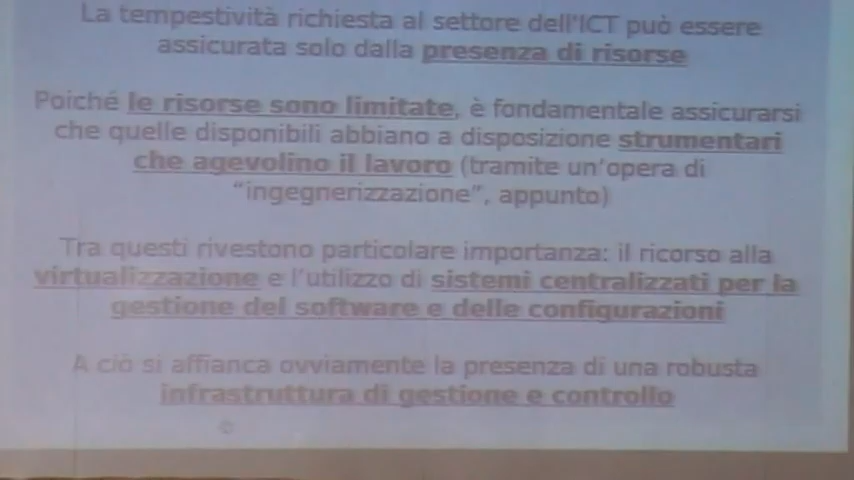 La tempestività richiesta al settore dell'ICT può essere
assicurata solo dalla presenza di risorse
Poiché le risorse sono limitate, è fondamentale assicurarsi
che quelle disponibili abbiano a disposizione strumentari
che agevolino il lavoro (tramite un'opera di
"ingegnerizzazione", appunto)
Tra questi rivestono particolare importanza: il ricorso alla
virtualizzazione e l'utilizzo di sistemi centralizzati per la
gestione del software e delle configurazioni
A ciò si affianca ovviamente la presenza di una robusta
infrastruttura di gestione e controllo